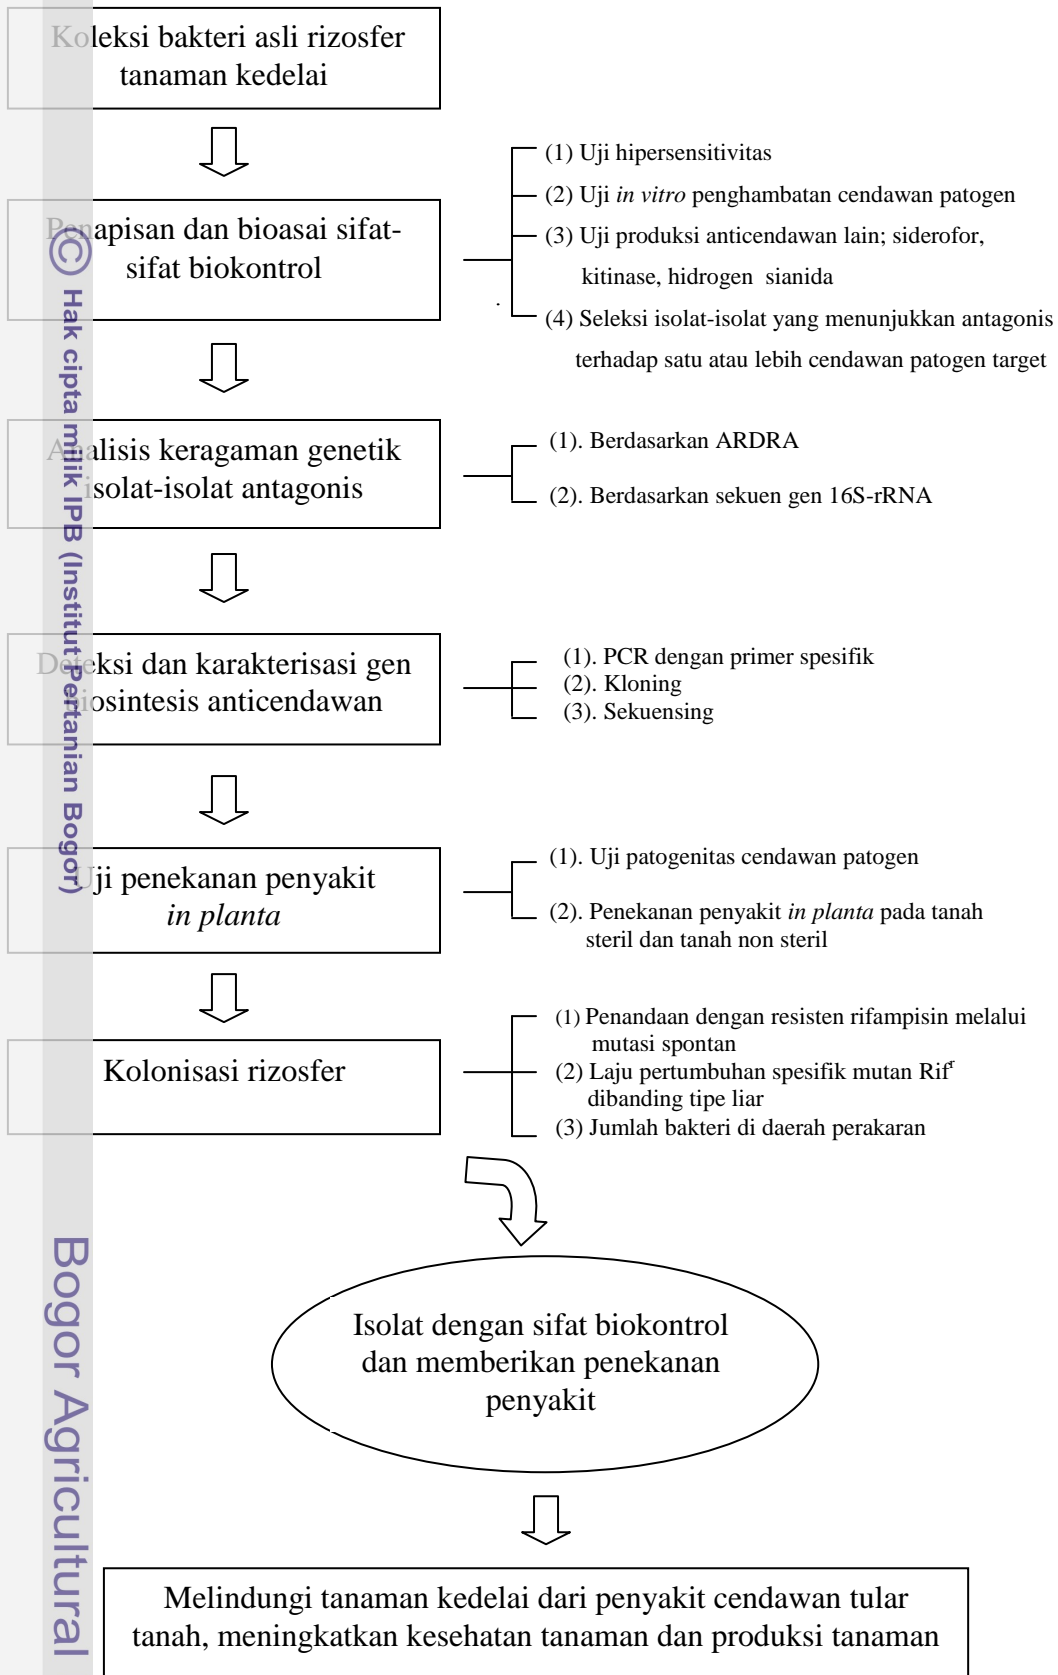 Koleksi bakteri asli rizosfer
tanaman kedelai
Penapisan dan bioasai sifat-
sifat biokontrol
(1) Uji hipersensitivitas
(2) Uji in vitro penghambatan cendawan patogen
(3) Uji produksi anticendawan lain; siderofor,
kitinase, hidrogen sianida
(4) Seleksi isolat-isolat yang menunjukkan antagonis
terhadap satu atau lebih cendawan patogen target
Analisis keragaman genetik
isolat-isolat antagonis
(1). Berdasarkan ARDRA
(2). Berdasarkan sekuen gen 16S-rRNA
Deteksi dan karakterisasi gen
biosintesis anticendawan
(1). PCR dengan primer spesifik
(2). Kloning
(3). Sekuensing
Uji penekanan penyakit
in planta
(1). Uji patogenitas cendawan patogen
(2). Penekanan penyakit in planta pada tanah
steril dan tanah non steril
Kolonisasi rizosfer
(1) Penandaan dengan resisten rifampisin melalui
mutasi spontan
(2) Laju pertumbuhan spesifik mutan Rifʳ
dibanding tipe liar
(3) Jumlah bakteri di daerah perakaran
Isolat dengan sifat biokontrol
dan memberikan penekanan
penyakit
Melindungi tanaman kedelai dari penyakit cendawan tular
tanah, meningkatkan kesehatan tanaman dan produksi tanaman
© Hak cipta milik IPB (Institut Pertanian Bogor)
Bogor Agricultural